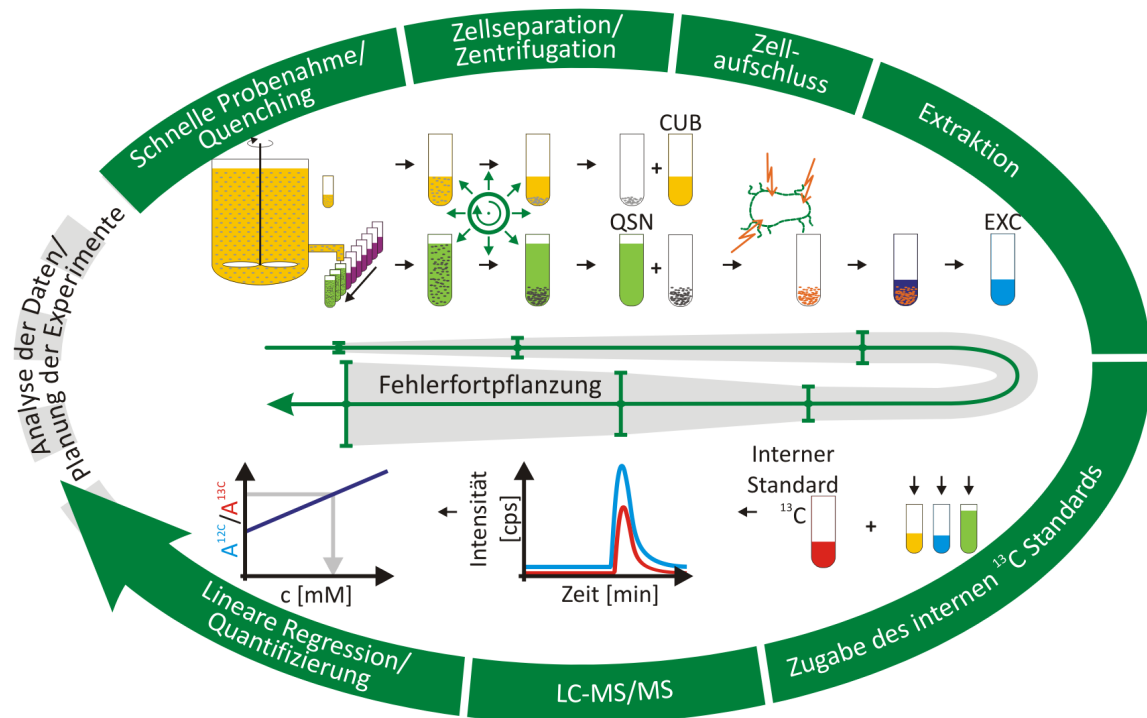 Schnelle Probenahme/
Quenching
Zellseparation/
Zentrifugation
Zell-
aufschluss
Extraktion
CUB
QSN
EXC
Analyse der Daten/
Planung der Experimente
Fehlerfortpflanzung
A¹²ᶜ/A¹³ᶜ
c [mM]
Intensität
[cps]
Zeit [min]
Interner
Standard
¹³C
+
+
+
Zugabe des internen ¹³C Standards
LC-MS/MS
Lineare Regression/
Quantifizierung